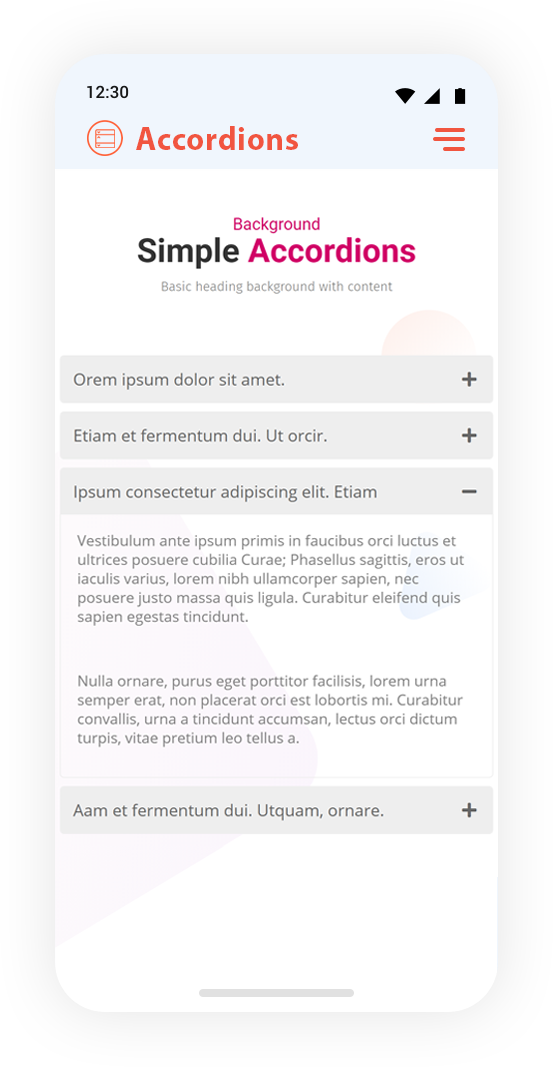 12:30
Accordions
Background
Simple Accordions
Basic heading background with content
Orem ipsum dolor sit amet.
Etiam et fermentum dui. Ut orcir.
Ipsum consectetur adipiscing elit. Etiam
Vestibulum ante ipsum primis in faucibus orci luctus et
ultrices posuere cubilia Curae; Phasellus sagittis, eros ut
iaculis varius, lorem nibh ullamcorper sapien, nec
posuere justo massa quis ligula. Curabitur eleifend quis
sapien egestas tincidunt.
Nulla ornare, purus eget porttitor facilisis, lorem urna
semper erat, non placerat orci est lobortis mi. Curabitur
convallis, urna a tincidunt accumsan, lectus orci dictum
turpis, vitae pretium leo tellus a.
Aam et fermentum dui. Utquam, ornare.